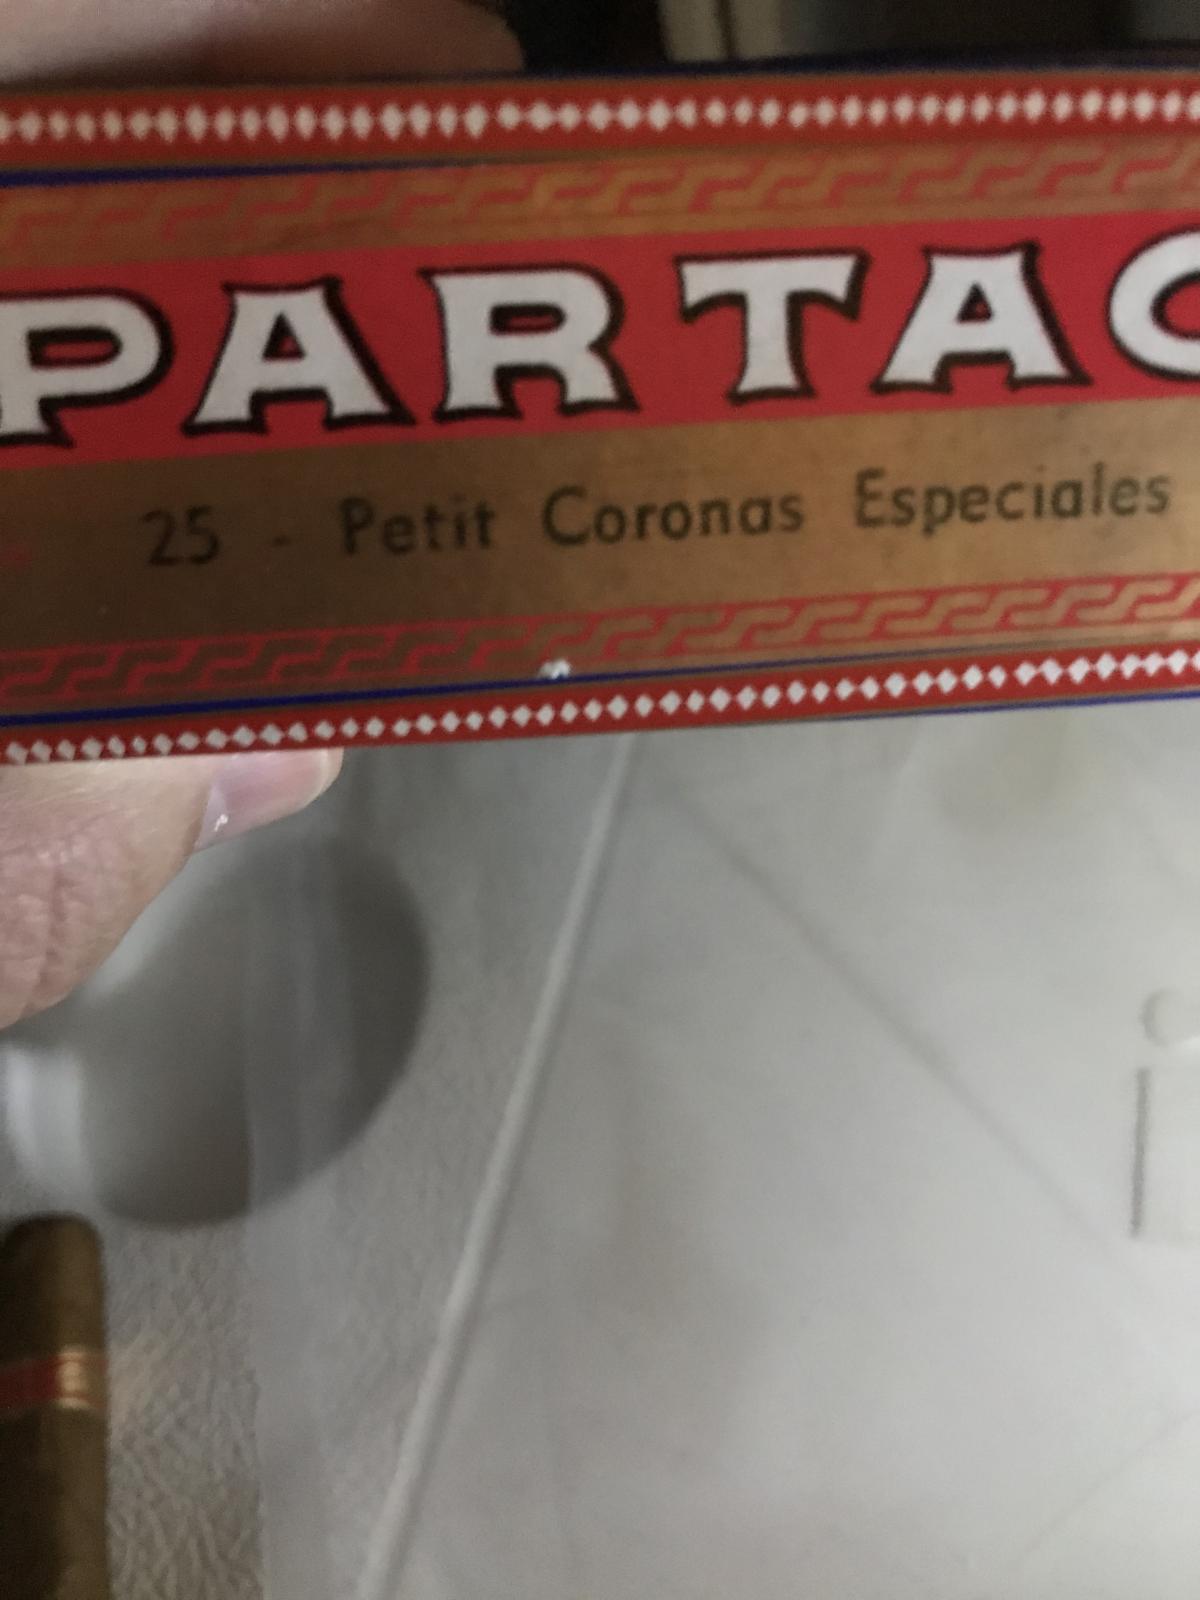 PARTAG
25 - Petit Coronas Especiales